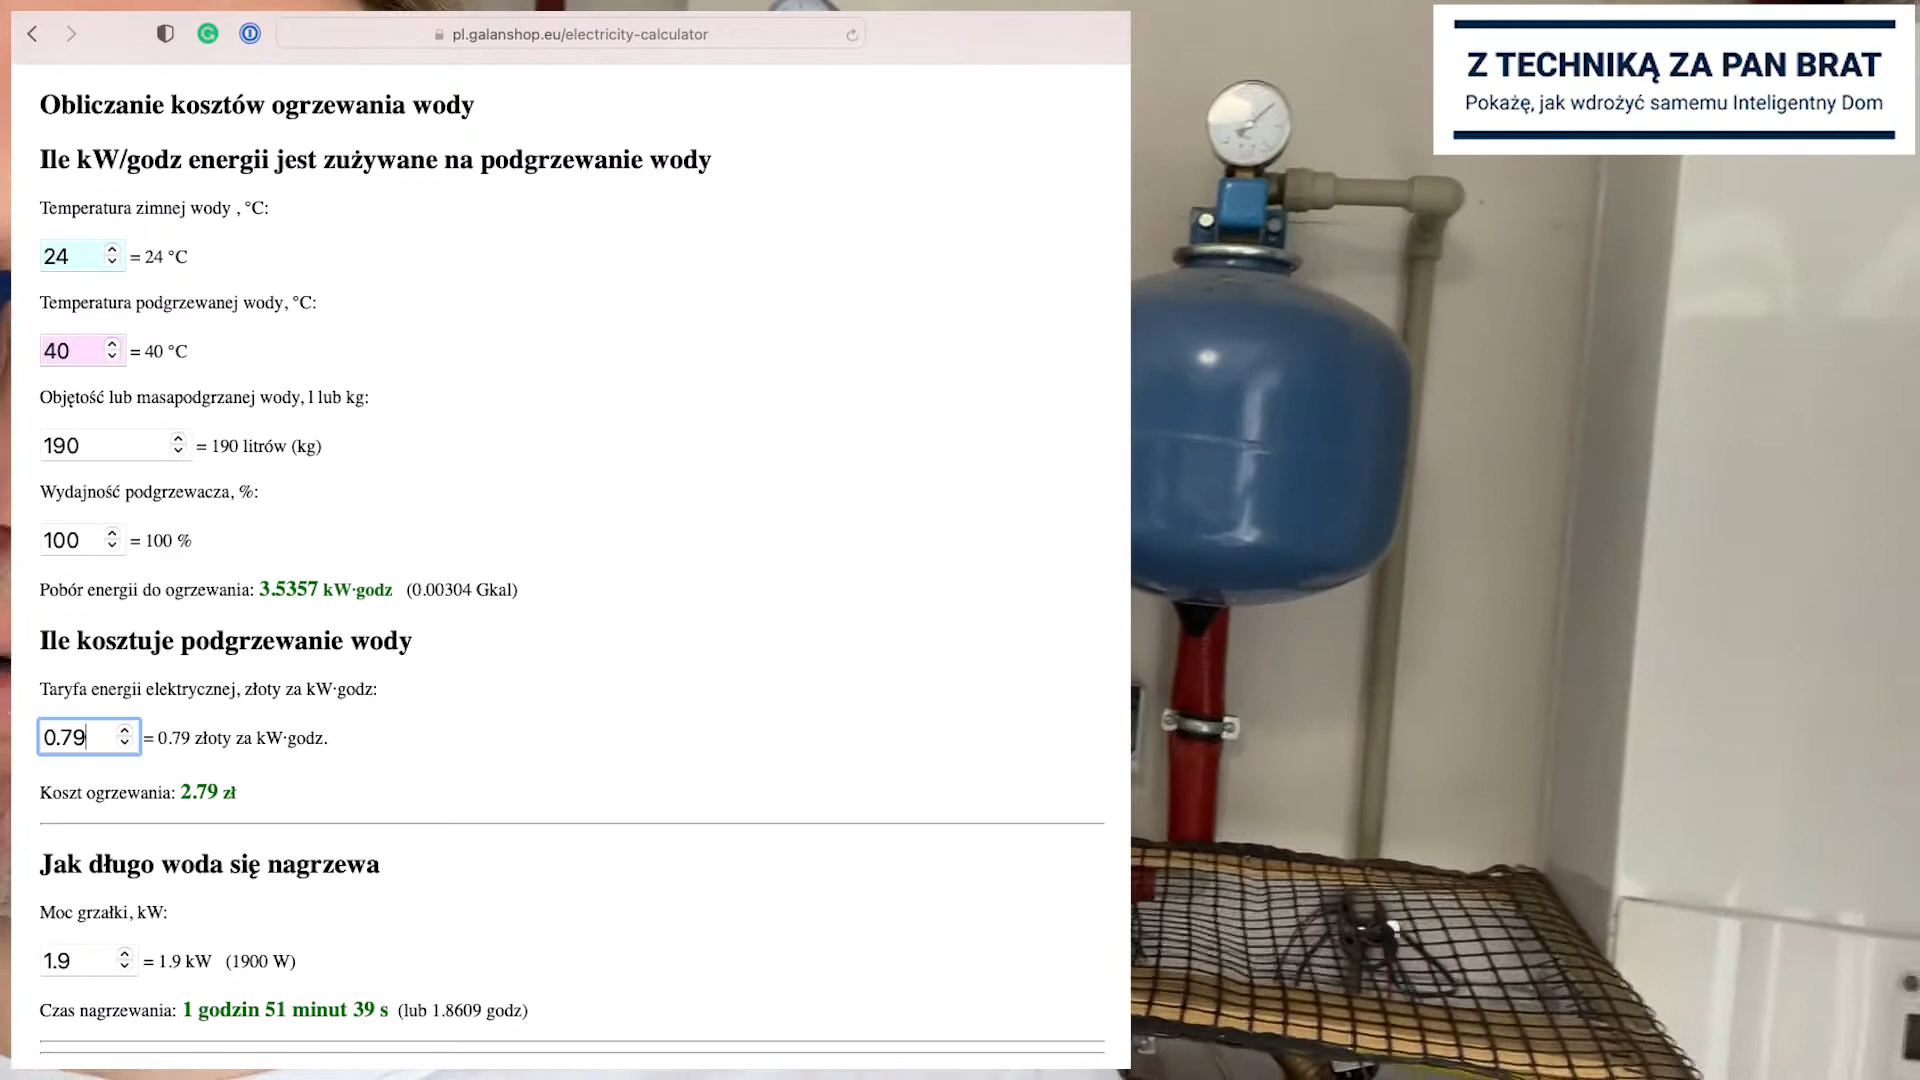 pl.galanshop.eu/electricity-calculator
Z TECHNIKĄ ZA PAN BRAT
Pokażę, jak wdrożyć samemu Inteligentny Dom
Obliczanie kosztów ogrzewania wody
Ile kW/godz energii jest zużywane na podgrzewanie wody
Temperatura zimnej wody , °C:
24 = 24 °C
Temperatura podgrzewanej wody, °C:
40 = 40 °C
Objętość lub masapodgrzanej wody, l lub kg:
190 = 190 litrów (kg)
Wydajność podgrzewacza, %:
100 = 100 %
Pobór energii do ogrzewania: 3.5357 kW·godz (0.00304 Gkal)
Ile kosztuje podgrzewanie wody
Taryfa energii elektrycznej, złoty za kW·godz:
0.79 = 0.79 złoty za kW·godz.
Koszt ogrzewania: 2.79 zł
Jak długo woda się nagrzewa
Moc grzałki, kW:
1.9 = 1.9 kW (1900 W)
Czas nagrzewania: 1 godzin 51 minut 39 s (lub 1.8609 godz)